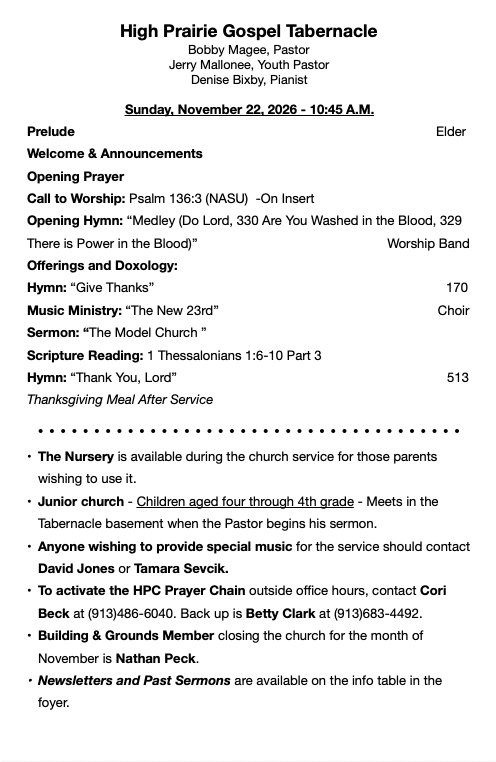 High Prairie Gospel Tabernacle
Bobby Magee, Pastor
Jerry Mallonee, Youth Pastor
Denise Bixby, Pianist
Sunday, November 22, 2026 - 10:45 A.M.
Prelude Elder
Welcome & Announcements
Opening Prayer
Call to Worship: Psalm 136:3 (NASU)  -On Insert
Opening Hymn: “Medley (Do Lord, 330 Are You Washed in the Blood, 329
There is Power in the Blood)” Worship Band
Offerings and Doxology:
Hymn: “Give Thanks” 170
Music Ministry: “The New 23rd” Choir
Sermon: “The Model Church ”
Scripture Reading: 1 Thessalonians 1:6-10 Part 3
Hymn: “Thank You, Lord” 513
Thanksgiving Meal After Service
• The Nursery is available during the church service for those parents
wishing to use it.
• Junior church - Children aged four through 4th grade - Meets in the
Tabernacle basement when the Pastor begins his sermon.
• Anyone wishing to provide special music for the service should contact
David Jones or Tamara Sevcik.
• To activate the HPC Prayer Chain outside office hours, contact Cori
Beck at (913)486-6040. Back up is Betty Clark at (913)683-4492.
• Building & Grounds Member closing the church for the month of
November is Nathan Peck.
• Newsletters and Past Sermons are available on the info table in the
foyer.